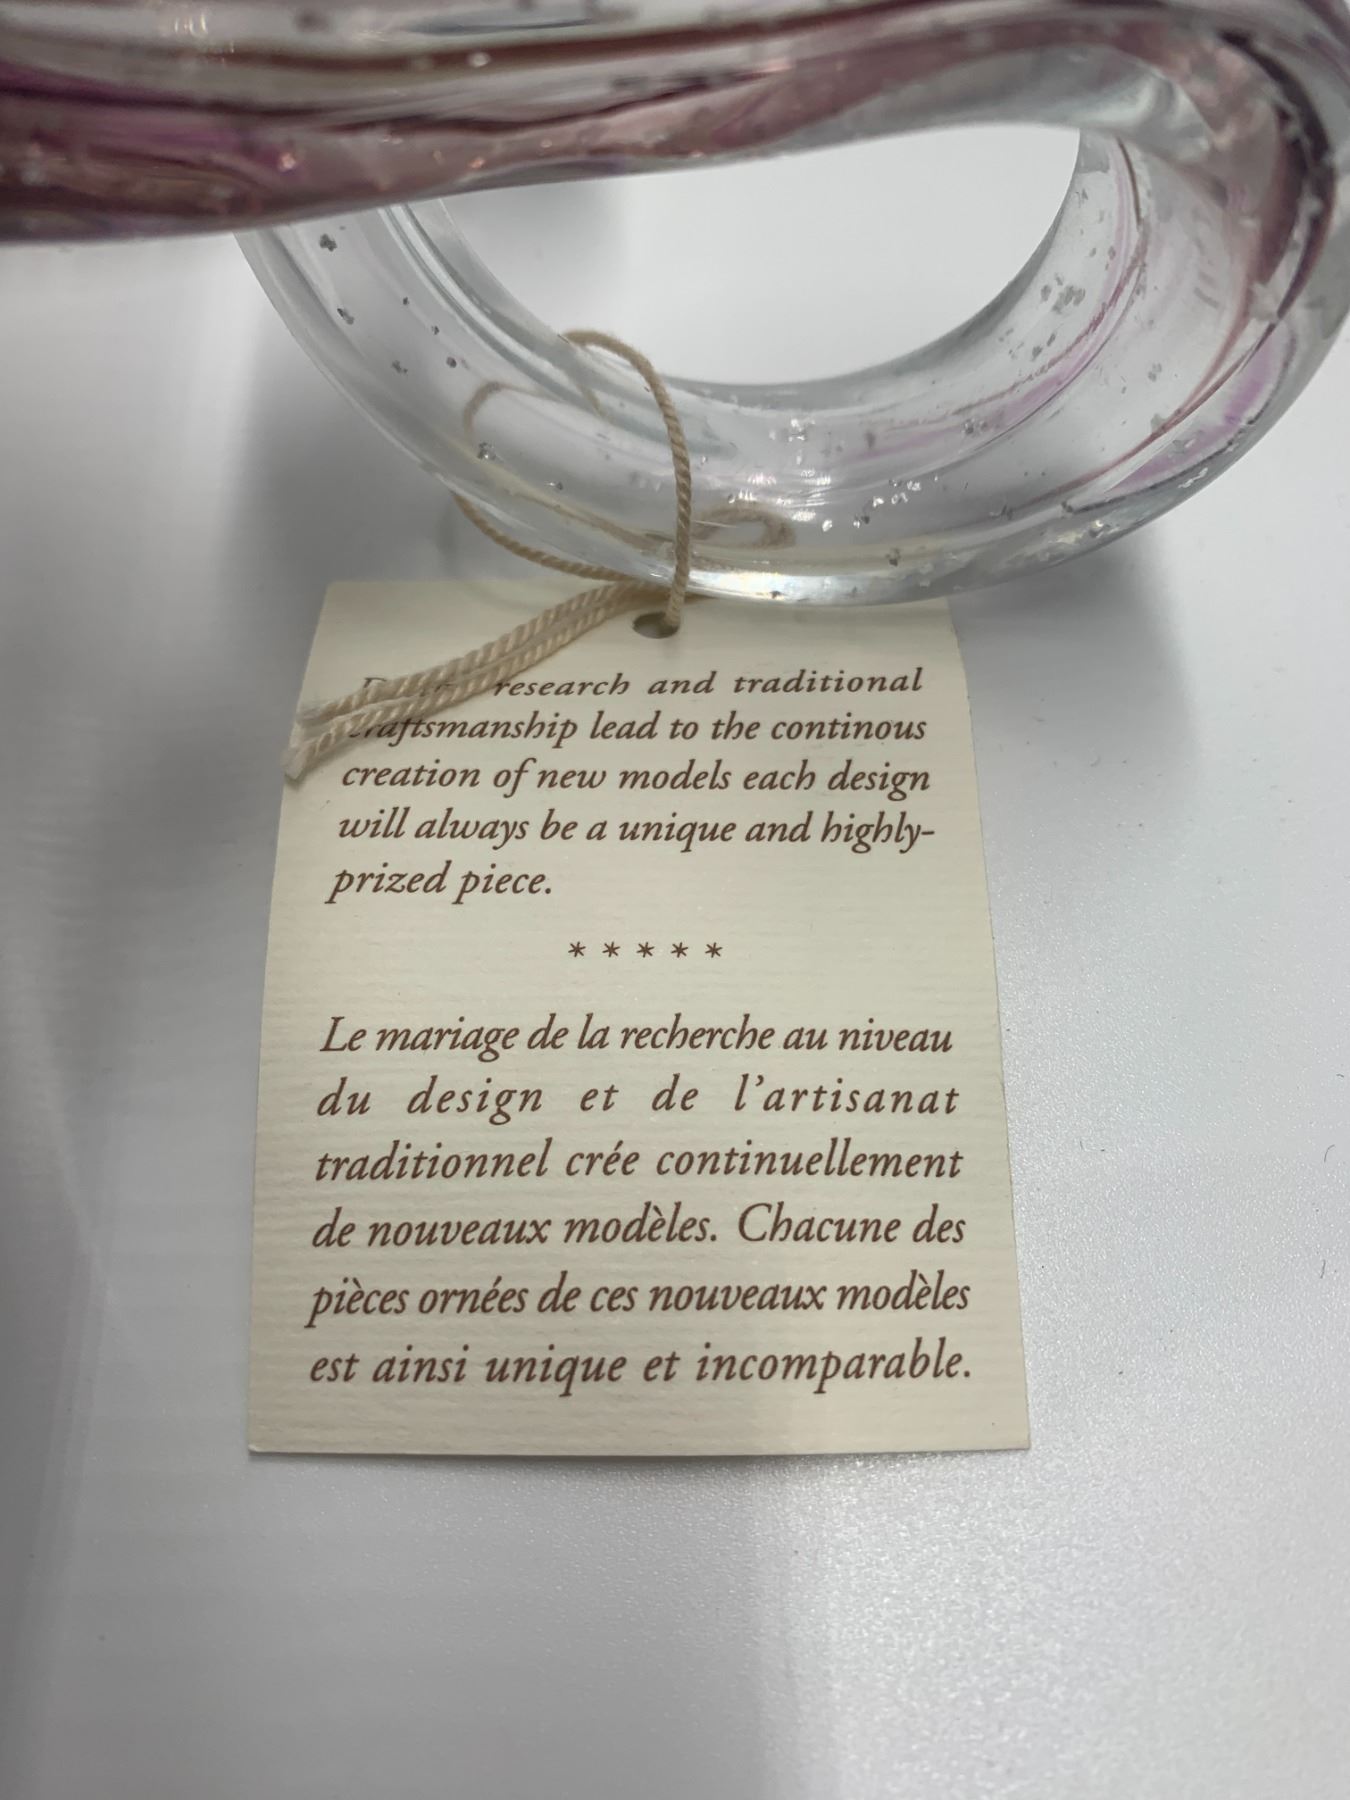 research and traditional
craftsmanship lead to the continous
creation of new models each design
will always be a unique and highly-
prized piece.
* * * * *
Le mariage de la recherche au niveau
du design et de l'artisanat
traditionnel crée continuellement
de nouveaux modèles. Chacune des
pièces ornées de ces nouveaux modèles
est ainsi unique et incomparable.